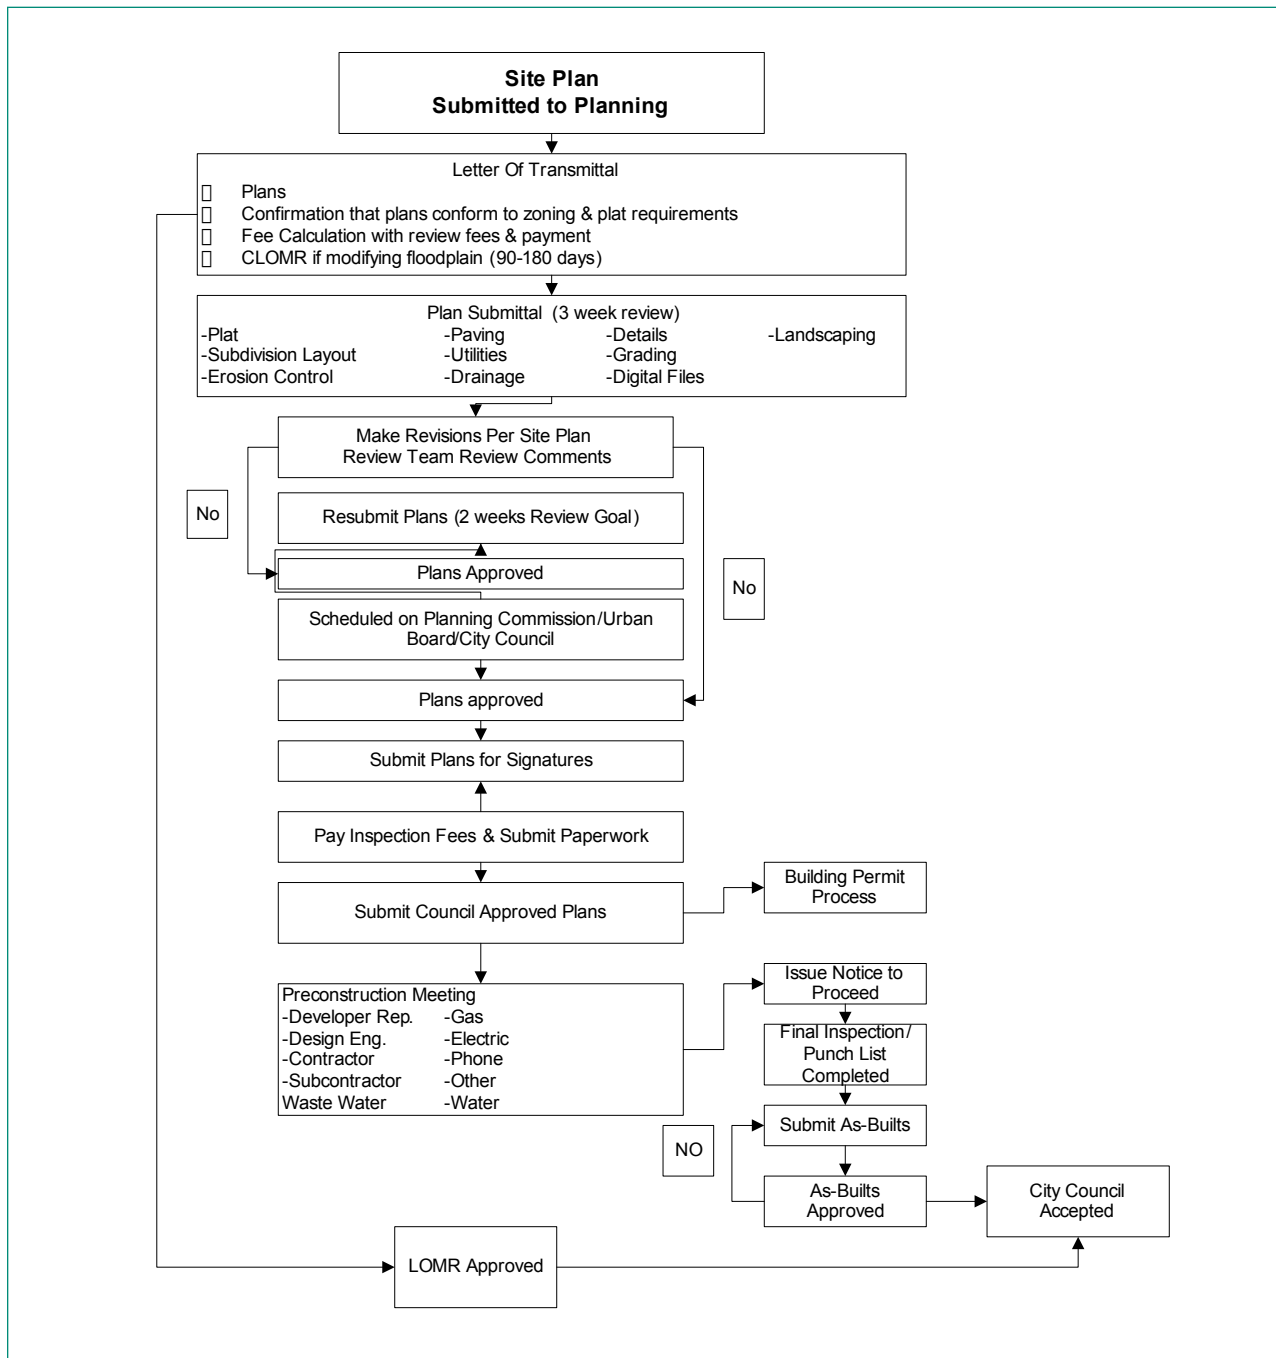 Site Plan
Submitted to Planning
Letter Of Transmittal
Plans
Confirmation that plans conform to zoning & plat requirements
Fee Calculation with review fees & payment
CLOMR if modifying floodplain (90-180 days)
Plan Submittal (3 week review)
-Plat -Paving -Details -Landscaping
-Subdivision Layout -Utilities -Grading
-Erosion Control -Drainage -Digital Files
Make Revisions Per Site Plan
Review Team Review Comments
No
Resubmit Plans (2 weeks Review Goal)
Plans Approved
No
Scheduled on Planning Commission/Urban
Board/City Council
Plans approved
Submit Plans for Signatures
Pay Inspection Fees & Submit Paperwork
Building Permit
Process
Submit Council Approved Plans
Issue Notice to
Proceed
Preconstruction Meeting
-Developer Rep. -Gas
-Design Eng. -Electric
-Contractor -Phone
-Subcontractor -Other
Waste Water -Water
Final Inspection/
Punch List
Completed
Submit As-Builts
NO
As-Builts
Approved
City Council
Accepted
LOMR Approved